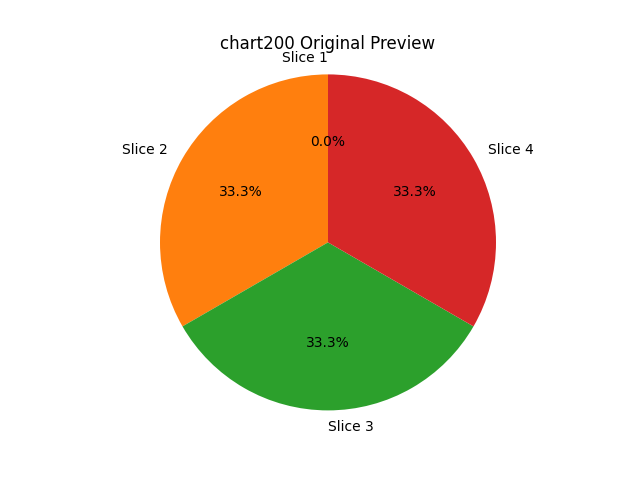 chart200 Original Preview
Slice 1
0.0%
Slice 2
33.3%
Slice 4
33.3%
33.3%
Slice 3